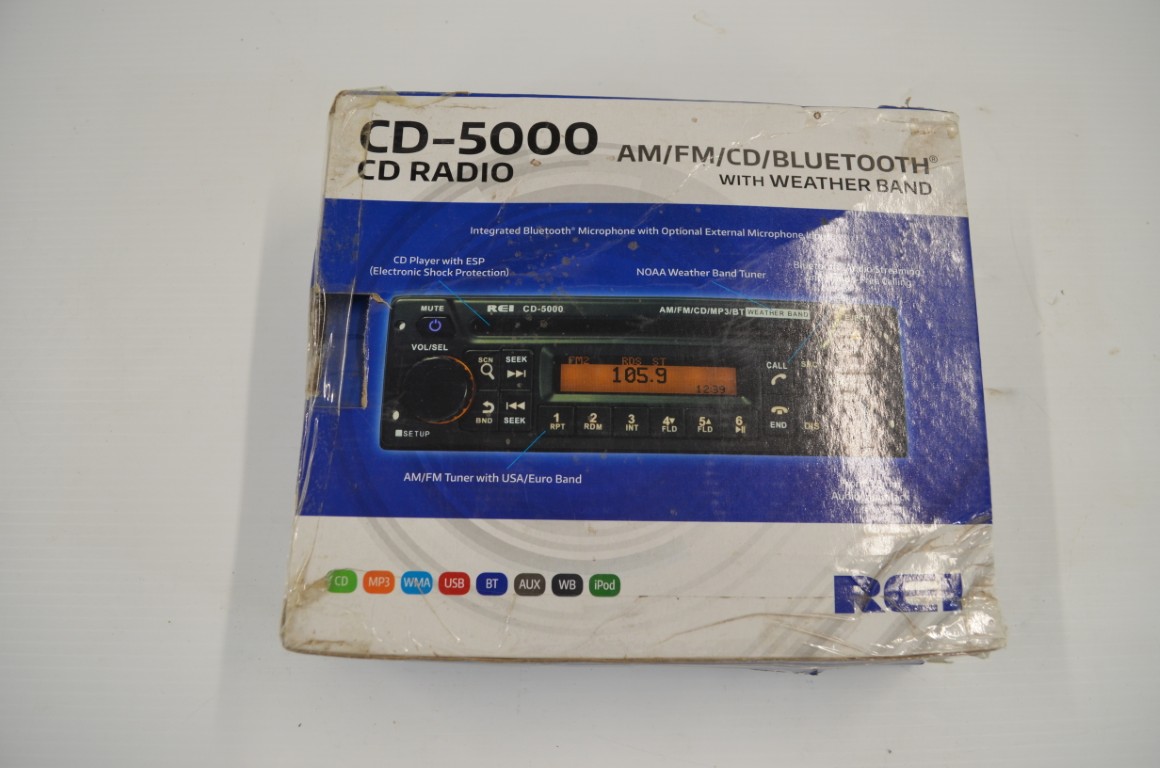 CD-5000
CD RADIO
AM/FM/CD/BLUETOOTH®
WITH WEATHER BAND
Integrated Bluetooth® Microphone with Optional External Microphone
CD Player with ESP
(Electronic Shock Protection)
NOAA Weather Band Tuner
Streaming
Calling
MUTE
REI CD-5000
AM/FM/CD/MP3/BT WEATHER BAND
VOL/SEL
SCN
SEEK
FM2 RDS ST
105.9
12:39
CALL
BND
SEEK
1 RPT
2 RDM
3 INT
4▼ FLD
5▲ FLD
6 ▶||
END
DIS
SETUP
AM/FM Tuner with USA/Euro Band
CD MP3 WMA USB BT AUX WB iPod
REI